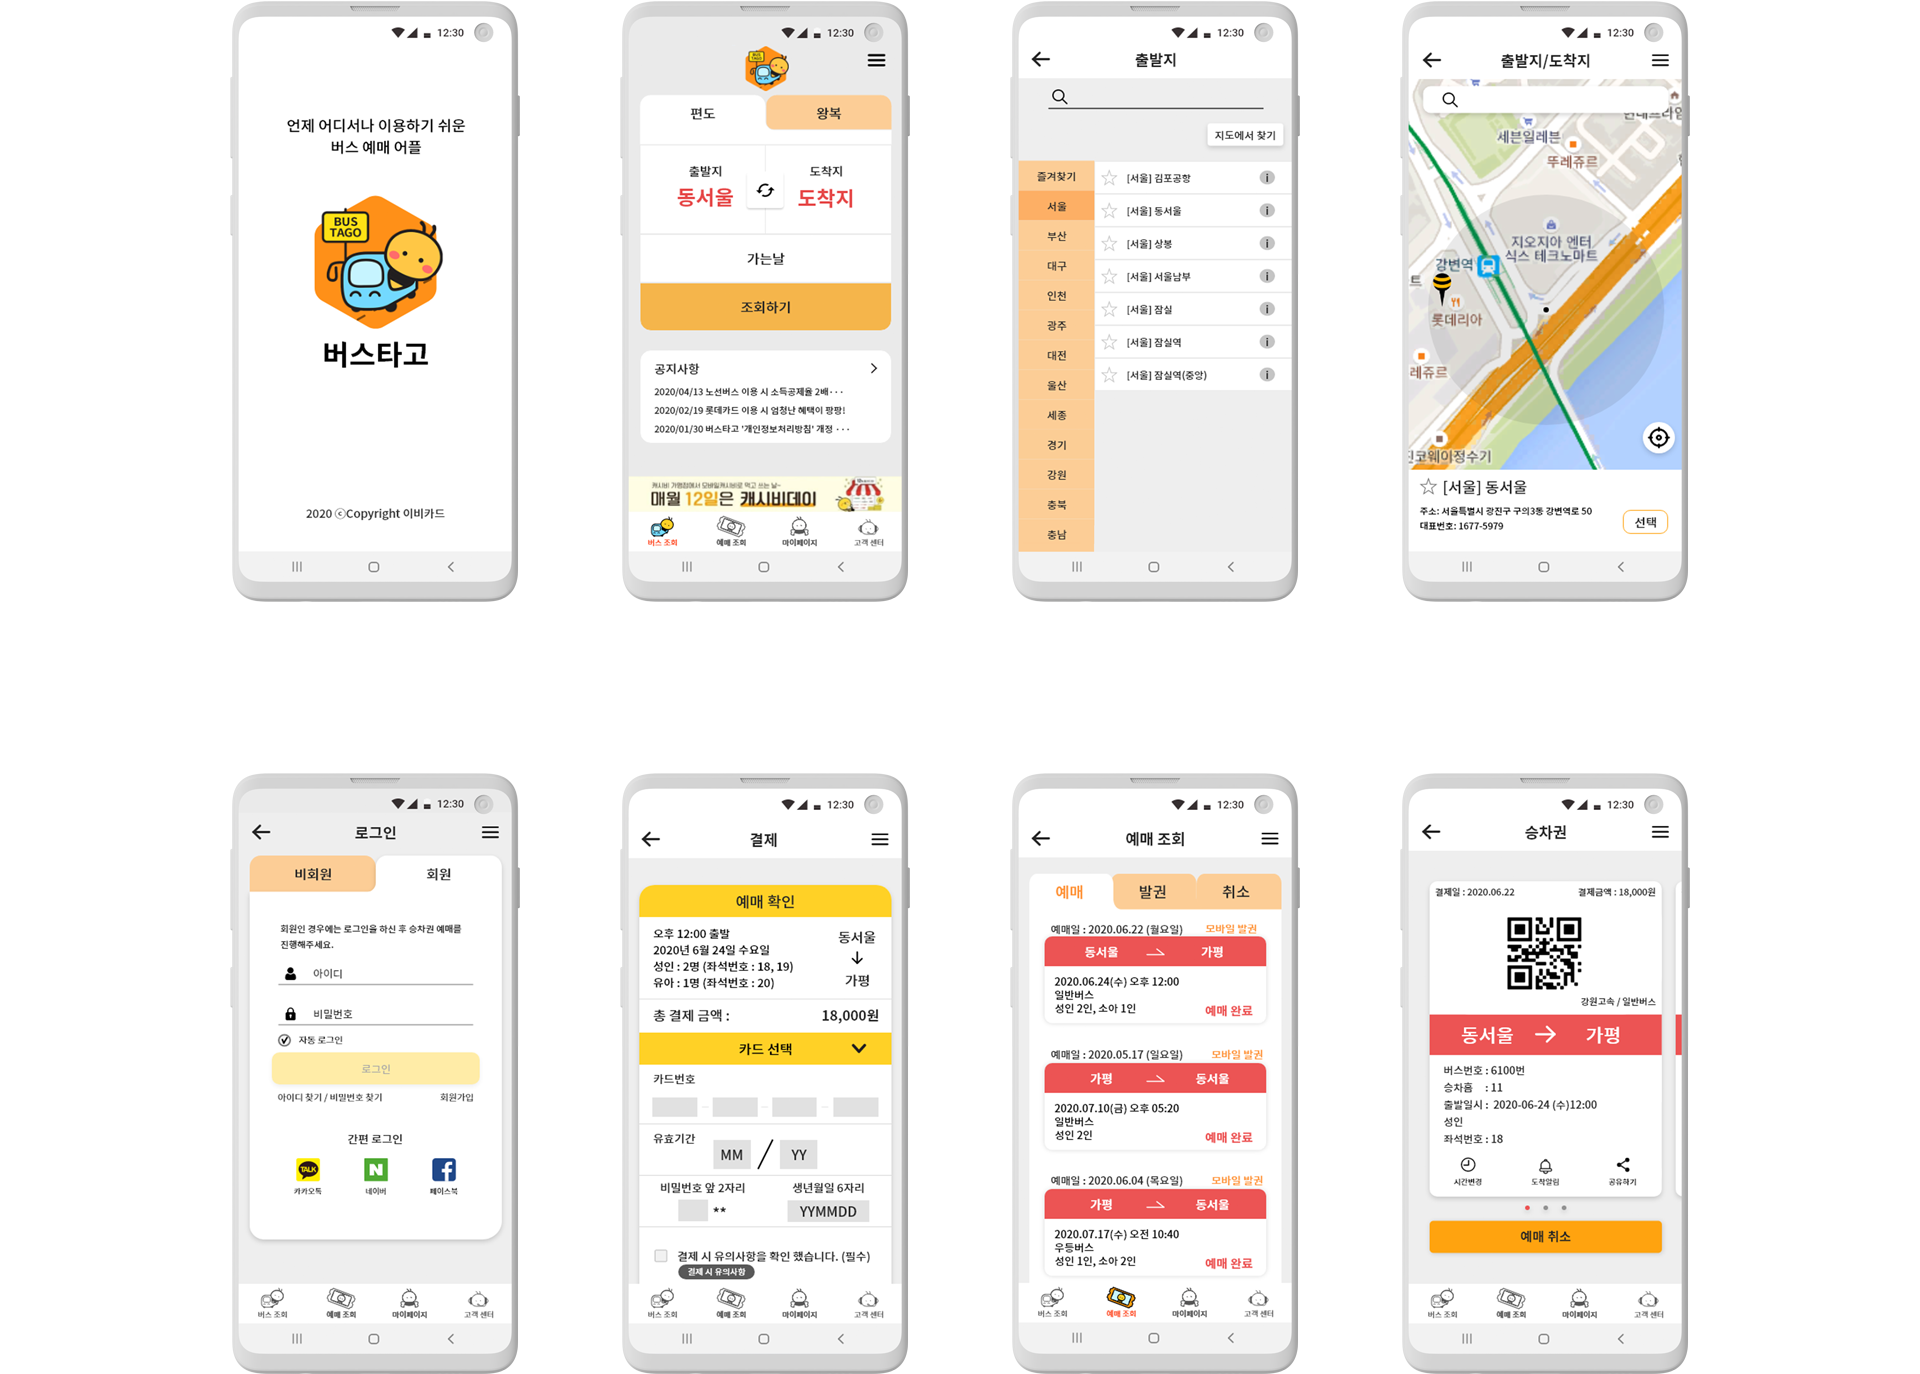 12:30
언제 어디서나 이용하기 쉬운
버스 예매 어플
BUS
TAGO
버스타고
2020 ⓒCopyright 이비카드
12:30
BUS
TAGO
편도
왕복
출발지
도착지
동서울
도착지
가는날
조회하기
공지사항
2020/04/13 노선버스 이용 시 소득공제율 2배···
2020/02/19 롯데카드 이용 시 엄청난 혜택이 팡팡!
2020/01/30 버스타고 '개인정보처리방침' 개정 ···
캐시비 가맹점에서 모바일캐시비로 먹고 쓰는 날~
매월 12일은 캐시비데이
버스 조회
예매 조회
마이페이지
고객 센터
12:30
출발지
지도에서 찾기
즐겨찾기
서울
부산
대구
인천
광주
대전
울산
세종
경기
강원
충북
충남
[서울] 김포공항
[서울] 동서울
[서울] 상봉
[서울] 서울남부
[서울] 잠실
[서울] 잠실역
[서울] 잠실역(중앙)
12:30
출발지/도착지
세븐일레븐
뚜레쥬르
지오지아 엔터
식스 테크노마트
강변역
트
롯데리아
레쥬르
코웨이정수기
[서울] 동서울
주소: 서울특별시 광진구 구의3동 강변역로 50
대표번호: 1677-5979
선택
12:30
로그인
비회원
회원
회원인 경우에는 로그인을 하신 후 승차권 예매를
진행해주세요.
아이디
비밀번호
자동 로그인
로그인
아이디 찾기 / 비밀번호 찾기
회원가입
간편 로그인
TALK
N
카카오톡
네이버
페이스북
버스 조회
예매 조회
마이페이지
고객 센터
12:30
결제
예매 확인
오후 12:00 출발
2020년 6월 24일 수요일
성인 : 2명 (좌석번호 : 18, 19)
유아 : 1명 (좌석번호 : 20)
동서울
가평
총 결제 금액 :
18,000원
카드 선택
카드번호
유효기간
MM / YY
비밀번호 앞 2자리
생년월일 6자리
**
YYMMDD
결제 시 유의사항을 확인 했습니다. (필수)
결제 시 유의사항
버스 조회
예매 조회
마이페이지
고객 센터
12:30
예매 조회
예매
발권
취소
예매일 : 2020.06.22 (월요일)
모바일 발권
동서울
가평
2020.06.24(수) 오후 12:00
일반버스
성인 2인, 소아 1인
예매 완료
예매일 : 2020.05.17 (일요일)
모바일 발권
가평
동서울
2020.07.10(금) 오후 05:20
일반버스
성인 2인
예매 완료
예매일 : 2020.06.04 (목요일)
모바일 발권
가평
동서울
2020.07.17(수) 오전 10:40
우등버스
성인 1인, 소아 2인
예매 완료
버스 조회
예매 조회
마이페이지
고객 센터
12:30
승차권
결제일 : 2020.06.22
결제금액 : 18,000원
강원고속 / 일반버스
동서울
가평
버스번호 : 6100번
승차홈 : 11
출발일시 : 2020-06-24 (수)12:00
성인
좌석번호 : 18
시간변경
도착알림
공유하기
예매 취소
버스 조회
예매 조회
마이페이지
고객 센터